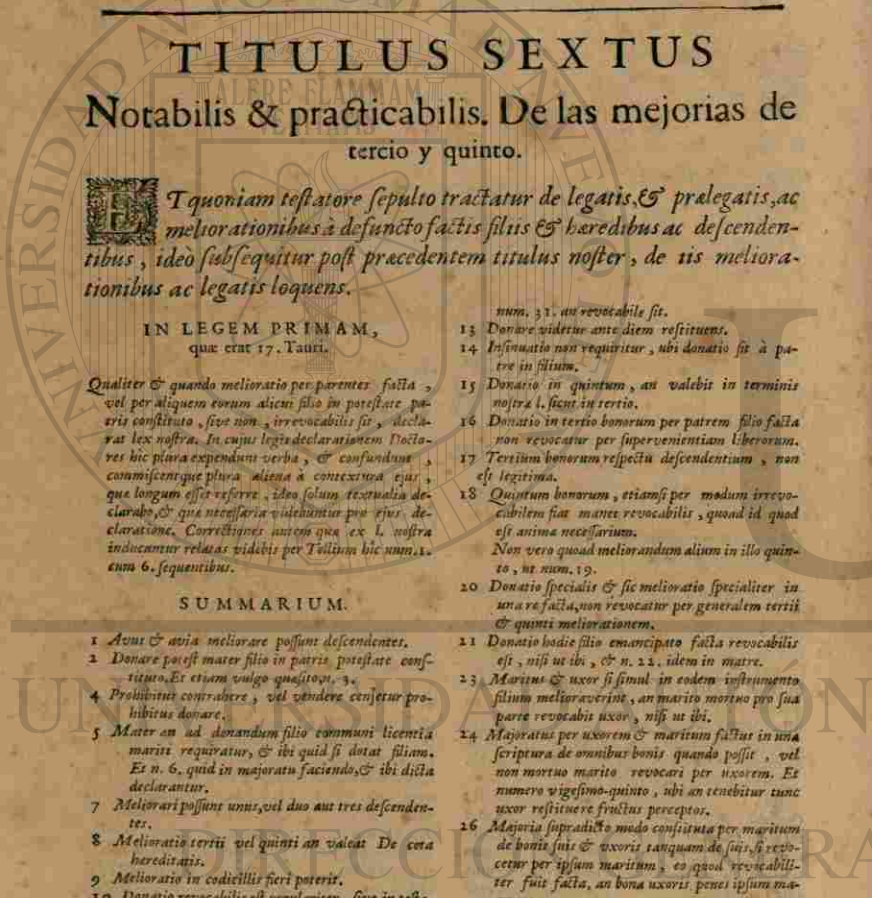 TITULUS SEXTUS
Notabilis & practicabilis. De las mejorias de
tercio y quinto.
ET quoniam testatore sepulto tractatur de legatis,& prælegatis,ac
meliorationibus à defuncto factis filiis & hæredibus ac descenden-
tibus, ideò subsequitur post præcedentem titulus noster, de iis meliora-
tionibus ac legatis loquens.
IN LEGEM PRIMAM,
quæ erat 17. Tauri.
Qualiter & quando melioratio per parentes facta,
vel per aliquem eorum alicui filio in potestate pa-
tris constituto, sive non, irrevocabilis sit, decla-
rat lex nostra. In cujus legis declarationem Docto-
res hic plura expendunt verba, & confundunt,
commiscentque plura aliena à contextura ejus,
que longum esset referre, ideo solum textualia de-
clarabo,& que necessaria videbuntur pro ejus de-
claratione. Correctiones autem quæ ex l. nostra
inducuntur relatas videbis per Tellium hic num.1.
cum 6. sequentibus.
SUMMARIUM.
1 Avus & avia meliorare possunt descendentes.
2 Donare potest mater filio in patris potestate cons-
tituto. Et etiam vulgo quæsito, n. 3.
4 Prohibitus contrahere, vel vendere censetur pro-
hibitus donare.
5 Mater an ad donandum filio communi licentia
mariti requiratur, & ibi quid si dotat filiam.
Et n. 6. quid in majoratu faciendo,& ibi dicta
declarantur.
7 Meliorari possunt unus,vel duo aut tres descenden-
tes.
8 Melioratio tertii vel quinti an valeat De cota
hereditatis.
9 Melioratio in codicillis fieri poterit.
10 Donatio revocabilis est regulariter, sive in testa-
num. 31. an revocabile sit.
13 Donare videtur ante diem restituens.
14 Insinuatio non requiritur, ubi donatio fit à pa-
tre in filium.
15 Donatio in quintum, an valebit in terminis
nostra l. sicut in tertio.
16 Donatio in tertio bonorum per patrem filio facta
non revocatur per supervenientiam liberorum.
17 Tertium bonorum respectu descendentium, non
est legitima.
18 Quintum bonorum, etiamsi per modum irrevo-
cabilem fiat manet revocabilis, quoad id quod
est anima necessarium.
Non vero quoad meliorandum alium in illo quin-
to, ut num. 19.
20 Donatio specialis & sic melioratio specialiter in
una re facta,non revocatur per generalem tertii
& quinti meliorationem.
21 Donatio hodie filio emancipato facta revocabilis
est, nisi ut ibi, & n. 22. idem in matre.
23 Maritus & uxor si simul in eodem instrumento
filium melioraverint, an marito mortuo pro sua
parte revocabit uxor, nisi ut ibi.
24 Majoratus per uxorem & maritum factus in una
scriptura de omnibus bonis quando possit, vel
non mortuo marito revocari per uxorem. Et
numero vigesimo-quinto, ubi an tenebitur tunc
uxor restituere fructus perceptos.
26 Majoria supradicto modo constituta per maritum
de bonis suis & uxoris tanquam de suis,si revo-
cetur per ipsum maritum, eo quod revocabili-
ter fuit facta, an bona uxoris penes ipsum ma-